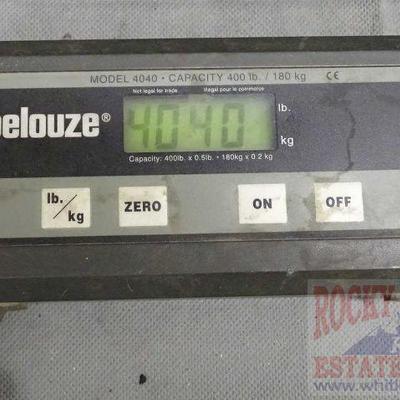 MODEL 4040 • CAPACITY 400 lb. / 180 kg CE
Not legal for trade Illegal pour le commerce
pelouze®
4040
lb.
kg
Capacity: 400lb. x 0.5lb. • 180kg x 0.2 kg
lb./kg ZERO ON OFF
ROCKY
ESTATE
www.whitl